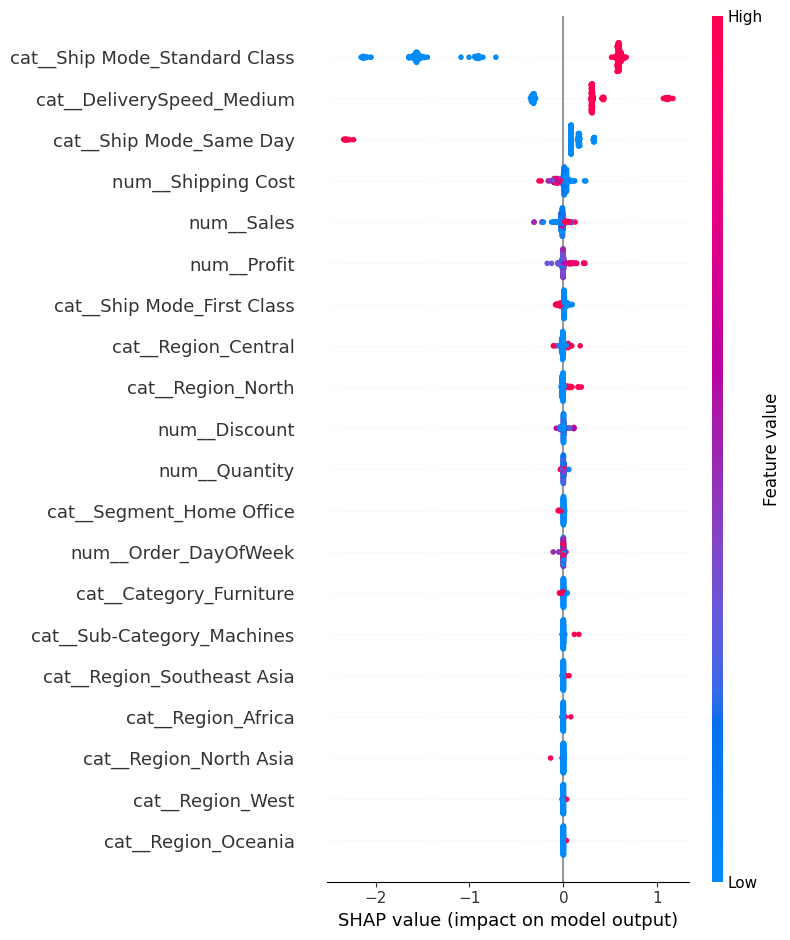 High
cat__Ship Mode_Standard Class
cat__DeliverySpeed_Medium
cat__Ship Mode_Same Day
num__Shipping Cost
num__Sales
num__Profit
cat__Ship Mode_First Class
cat__Region_Central
cat__Region_North
num__Discount
num__Quantity
cat__Segment_Home Office
num__Order_DayOfWeek
cat__Category_Furniture
cat__Sub-Category_Machines
cat__Region_Southeast Asia
cat__Region_Africa
cat__Region_North Asia
cat__Region_West
cat__Region_Oceania
Feature value
Low
−2 −1 0 1
SHAP value (impact on model output)